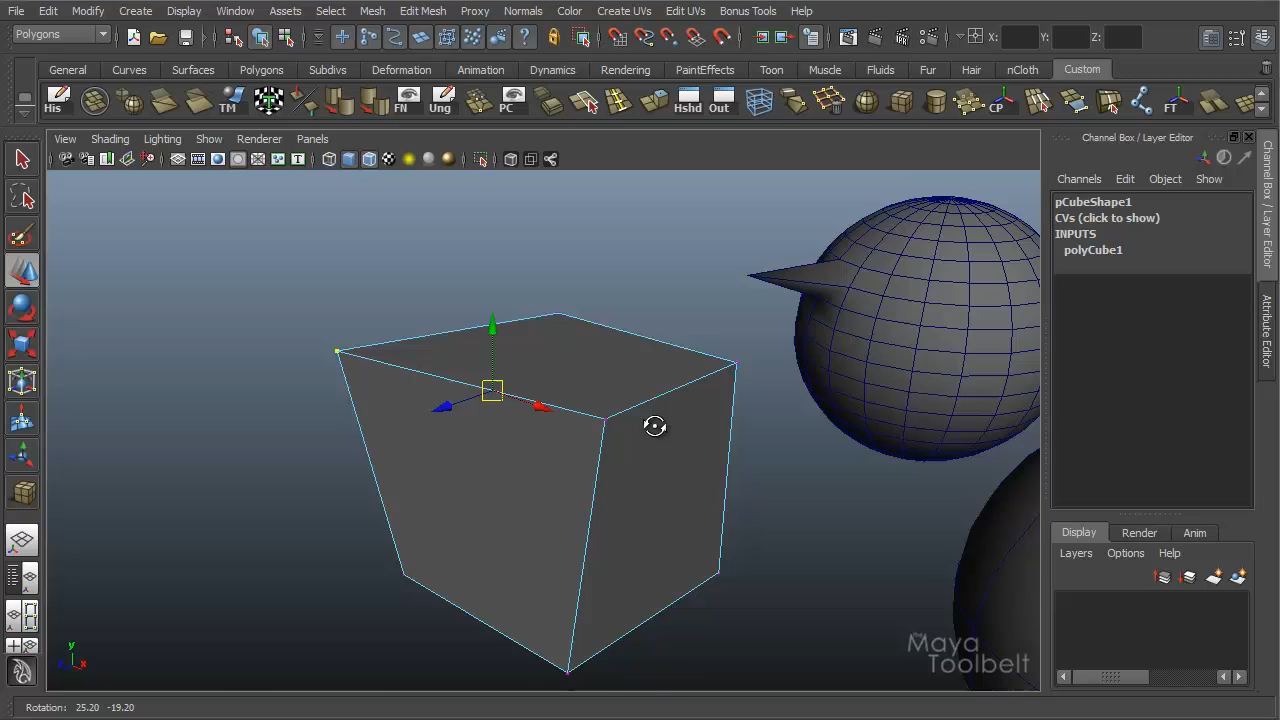 File Edit Modify Create Display Window Assets Select Mesh Edit Mesh Proxy Normals Color Create UVs Edit UVs Bonus Tools Help
Polygons X: Y: Z:
General Curves Surfaces Polygons Subdivs Deformation Animation Dynamics Rendering PaintEffects Toon Muscle Fluids Fur Hair nCloth Custom
His TM FN Ung PC Hshd Out CP FT
View Shading Lighting Show Renderer Panels
Channel Box / Layer Editor
Channels Edit Object Show
pCubeShape1
CVs (click to show)
INPUTS
polyCube1
Channel Box / Layer Editor
Attribute Editor
Display Render Anim
Layers Options Help
y
x
Maya
Toolbelt
Rotation: 25.20 -19.20